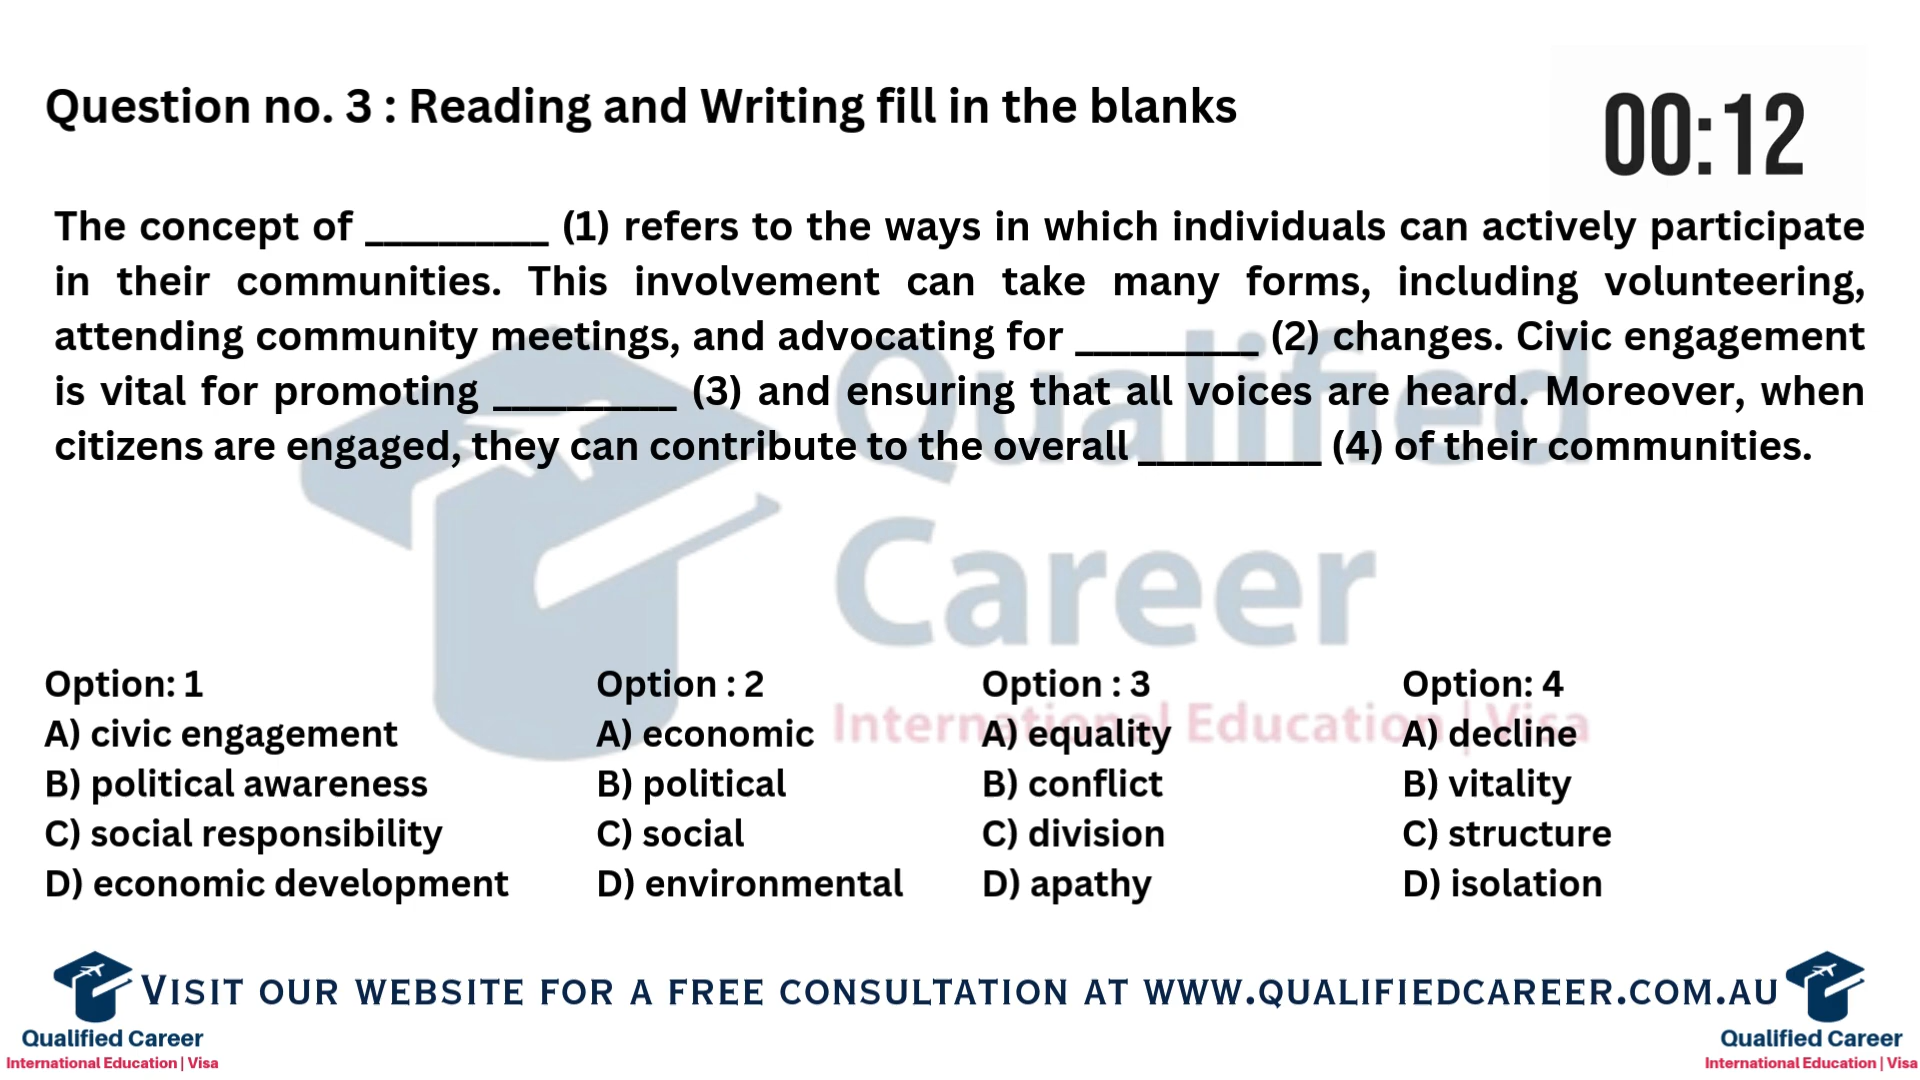 Question no. 3 : Reading and Writing fill in the blanks
00:12
The concept of __________ (1) refers to the ways in which individuals can actively participate
in their communities. This involvement can take many forms, including volunteering,
attending community meetings, and advocating for __________ (2) changes. Civic engagement
is vital for promoting __________ (3) and ensuring that all voices are heard. Moreover, when
citizens are engaged, they can contribute to the overall __________ (4) of their communities.
Qualified
Career
International Education | Visa
Option: 1
A) civic engagement
B) political awareness
C) social responsibility
D) economic development
Option : 2
A) economic
B) political
C) social
D) environmental
Option : 3
A) equality
B) conflict
C) division
D) apathy
Option: 4
A) decline
B) vitality
C) structure
D) isolation
VISIT OUR WEBSITE FOR A FREE CONSULTATION AT WWW.QUALIFIEDCAREER.COM.AU
Qualified Career
International Education | Visa
Qualified Career
International Education | Visa